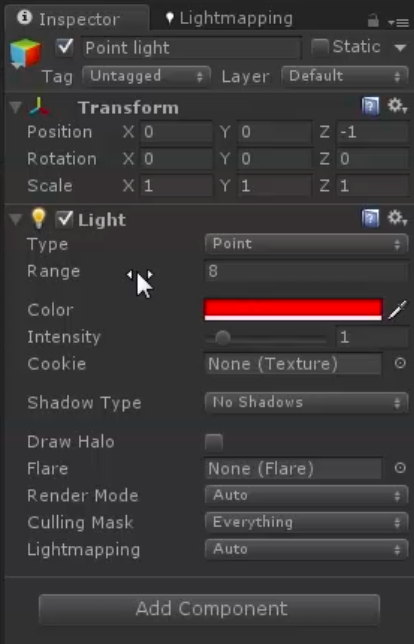 Inspector Lightmapping
Point light Static
Tag Untagged Layer Default
Transform
Position X 0 Y 0 Z -1
Rotation X 0 Y 0 Z 0
Scale X 1 Y 1 Z 1
Light
Type Point
Range 8
Color
Intensity 1
Cookie None (Texture)
Shadow Type No Shadows
Draw Halo
Flare None (Flare)
Render Mode Auto
Culling Mask Everything
Lightmapping Auto
Add Component